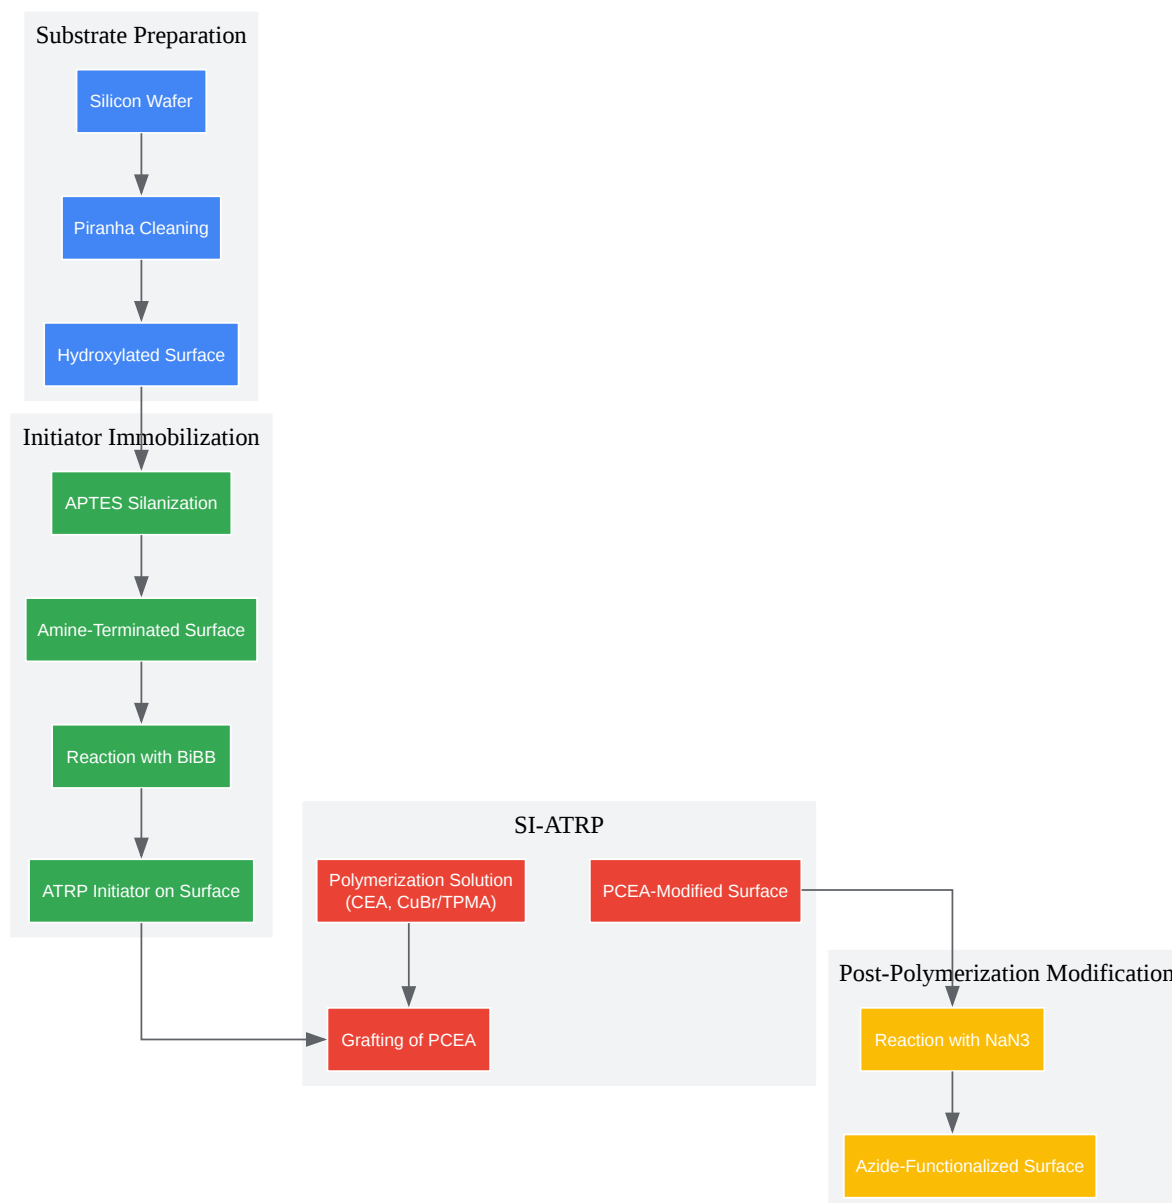 Substrate Preparation
Silicon Wafer
Piranha Cleaning
Hydroxylated Surface
Initiator Immobilization
APTES Silanization
Amine-Terminated Surface
Reaction with BiBB
ATRP Initiator on Surface
SI-ATRP
Polymerization Solution
(CEA, CuBr/TPMA)
PCEA-Modified Surface
Grafting of PCEA
Post-Polymerization Modification
Reaction with NaN3
Azide-Functionalized Surface